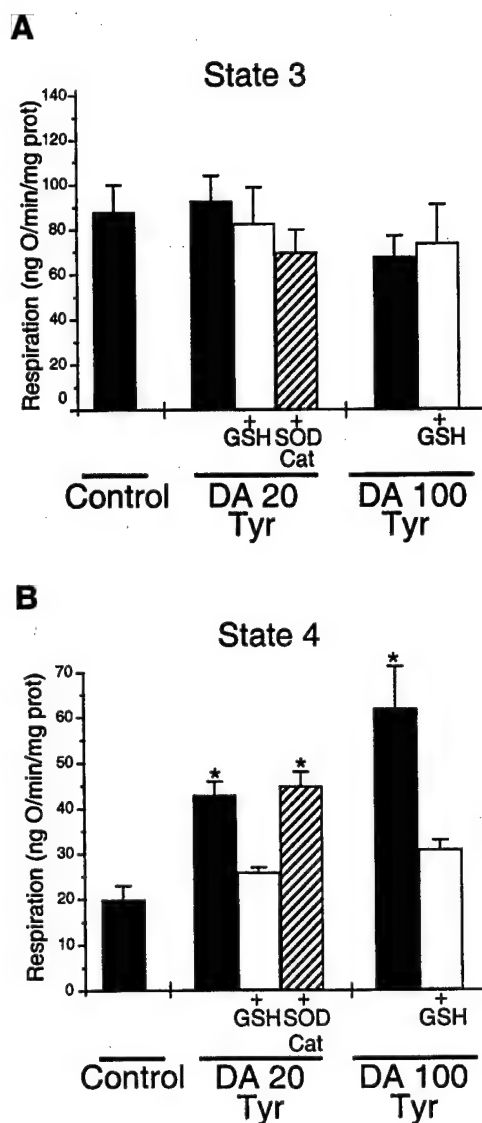 A
State 3
Respiration (ng O/min/mg prot)
140
120
100
80
60
40
20
0
+ +  +
GSH SOD GSH
Cat
Control DA 20 DA 100
Tyr Tyr
B
State 4
Respiration (ng O/min/mg prot)
70
60
50
40
30
20
10
0
* * *
+ + +
GSH SOD GSH
Cat
Control DA 20 DA 100
Tyr Tyr